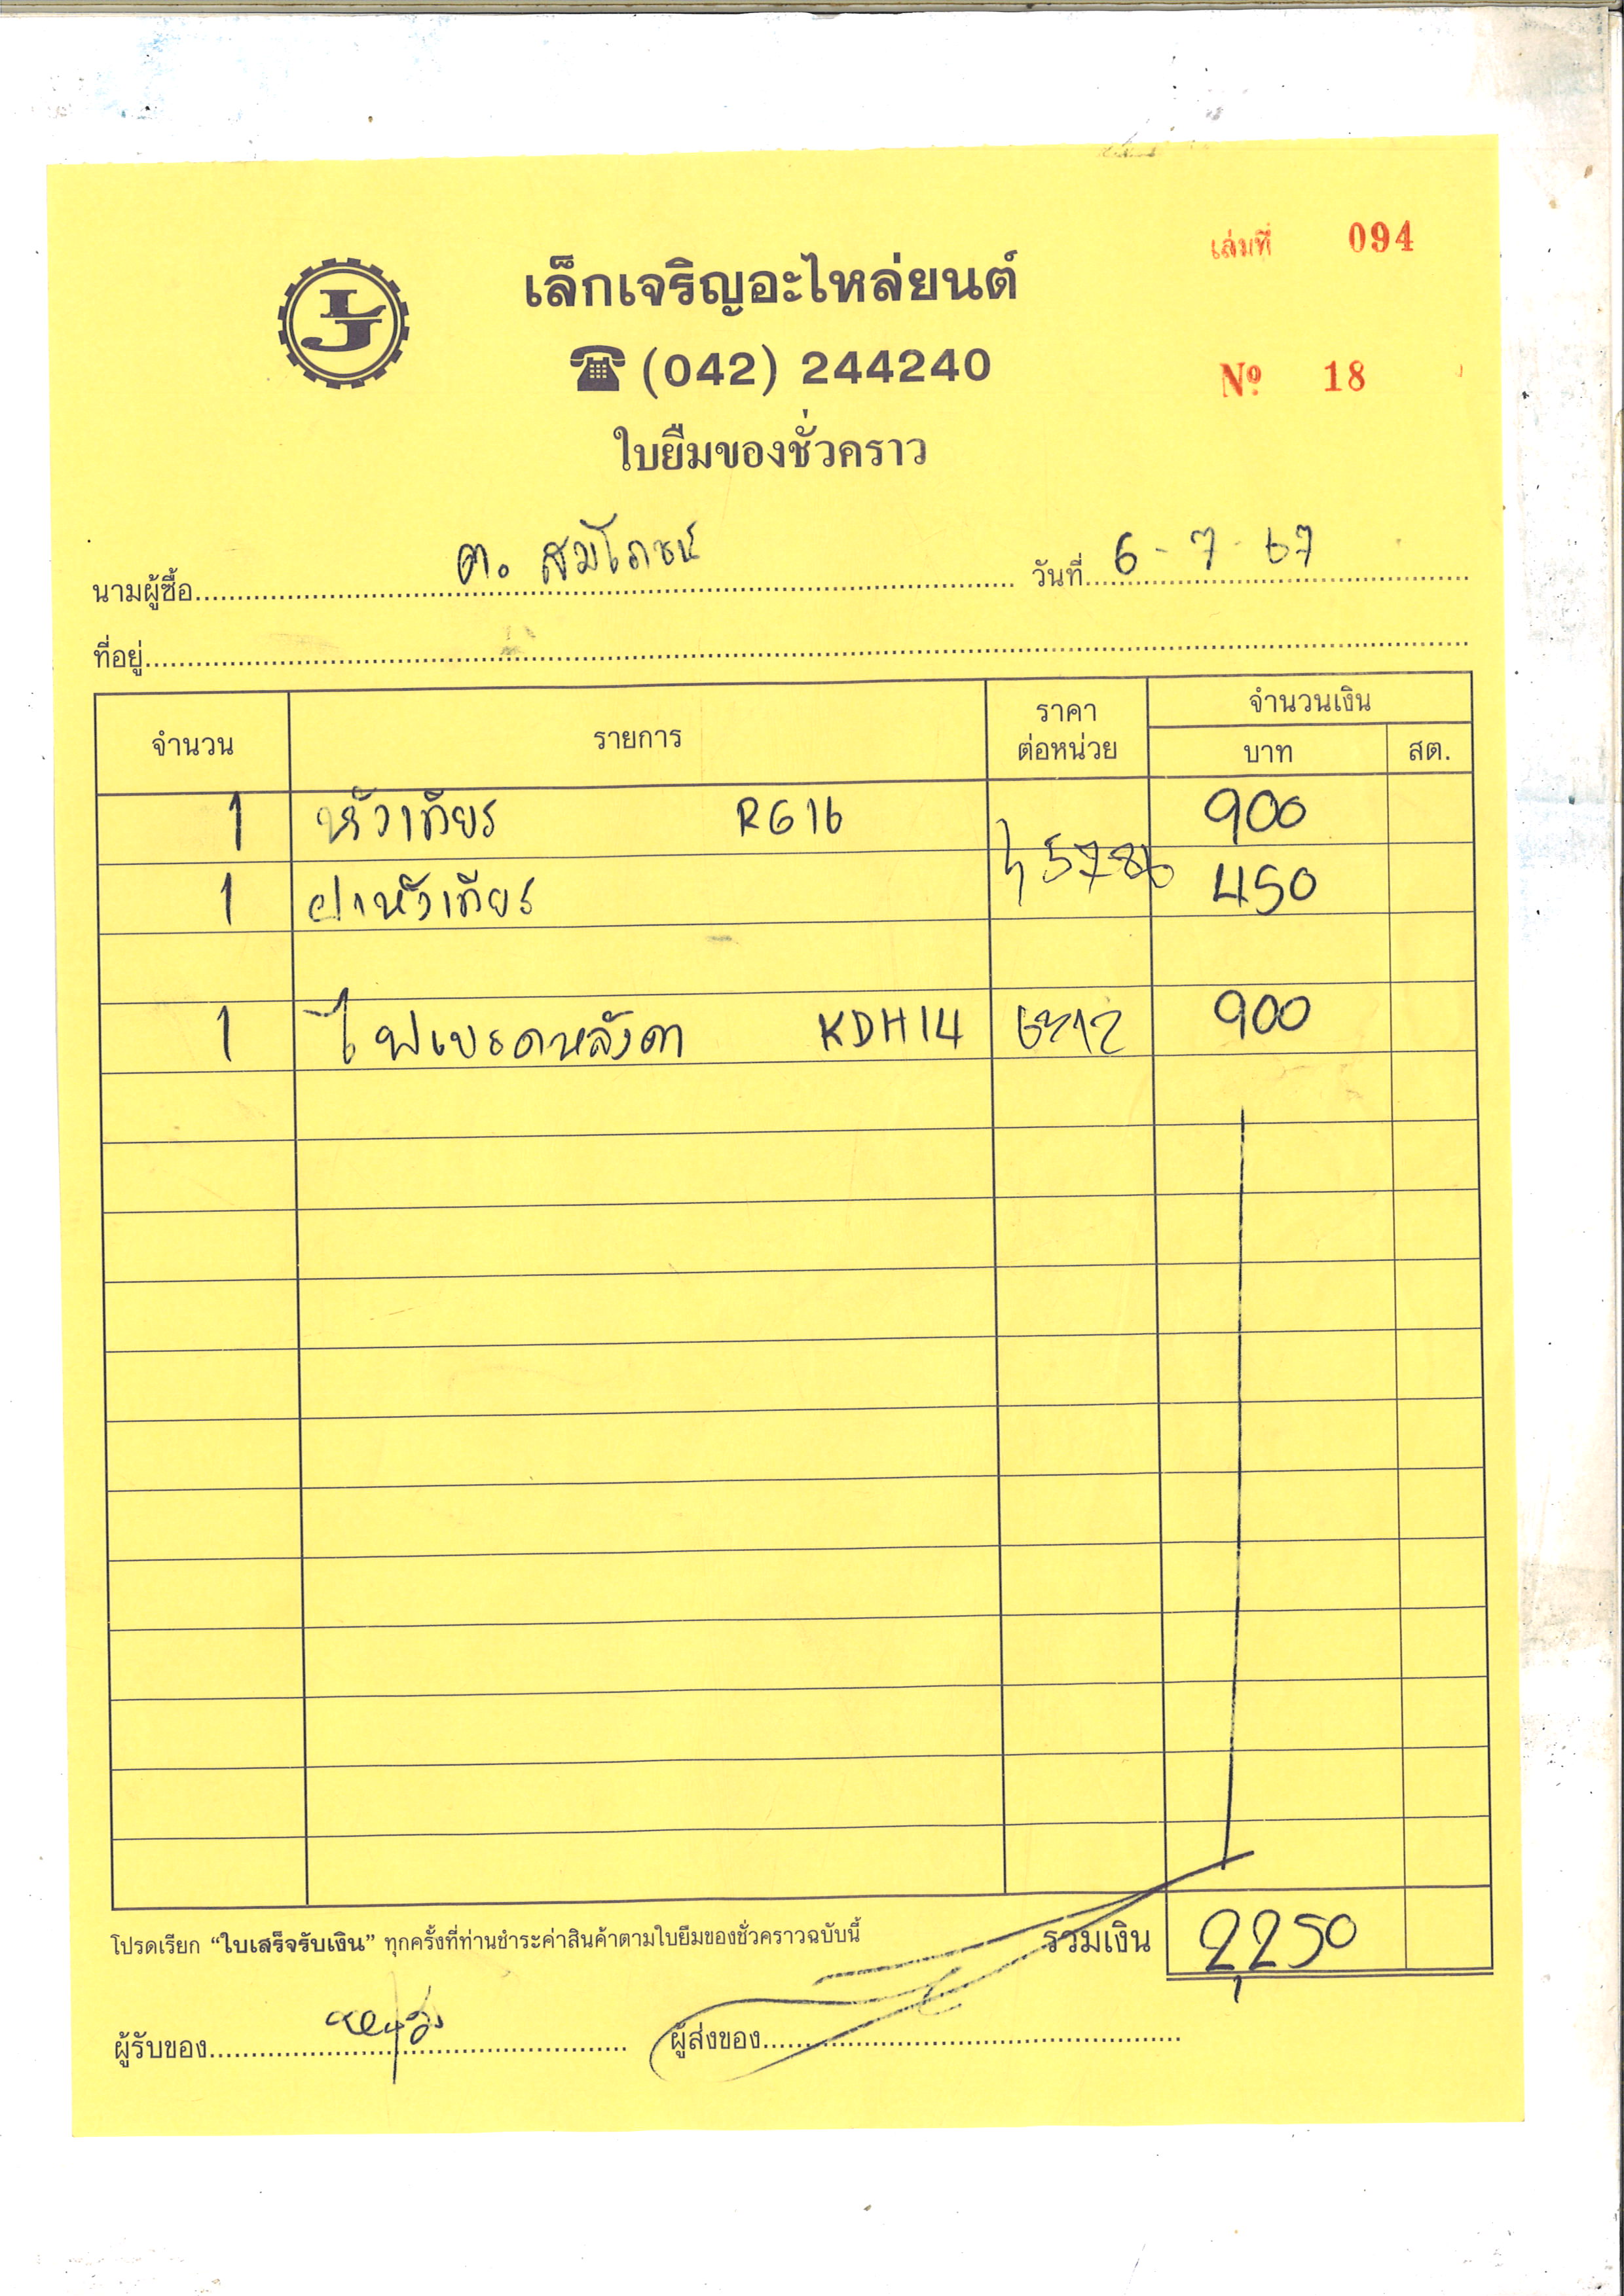 เล่มที่ 094
LJ
เล็กเจริญอะไหล่ยนต์
(042) 244240
Nº 18
ใบยืมของชั่วคราว
นามผู้ซื้อ ค. สมโภชน์ วันที่ 6-7-67
ที่อยู่
จำนวน รายการ ราคาต่อหน่วย จำนวนเงิน
บาท สต.
1 หัวเทียร RG16 900
5786
1 ฝาหัวเทียร 450
1 ไฟเบรคหลังคา KDH14 900
โปรดเรียก “ใบเสร็จรับเงิน” ทุกครั้งที่ท่านชำระค่าสินค้าตามใบยืมของชั่วคราวฉบับนี้ รวมเงิน 2,250
ผู้รับของ ผู้ส่งของ